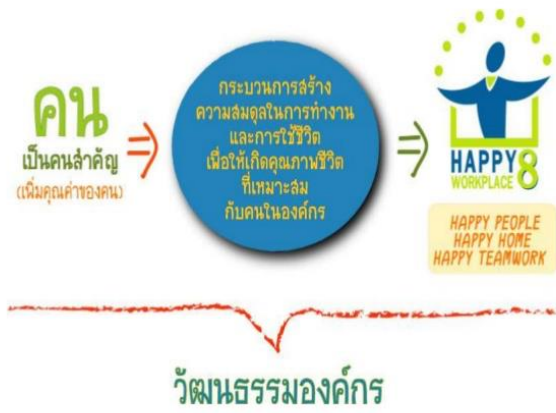 คน
เป็นคนสำคัญ
(เพิ่มคุณค่าของคน)
กระบวนการสร้าง
ความสมดุลในการทำงาน
และการใช้ชีวิต
เพื่อให้เกิดคุณภาพชีวิต
ที่เหมาะสม
กับคนในองค์กร
HAPPY 8
WORKPLACE
HAPPY PEOPLE
HAPPY HOME
HAPPY TEAMWORK
วัฒนธรรมองค์กร